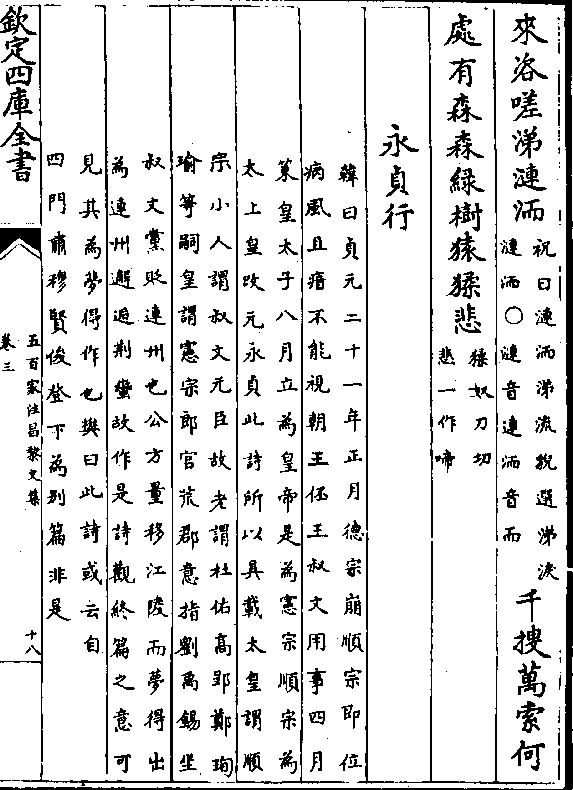 來咨嗟涕漣洏祝曰漣洏涕流貌選涕淚漣洏○漣音連洏音而千搜萬索何
處有森森綠樹猿猱悲猱奴刀切悲一作啼
永貞行
韓曰貞元二十一年正月德宗崩順宗即位
病風且瘖不能視朝王伾王叔文用事四月
策皇太子八月立為皇帝是為憲宗順宗為
太上皇改元永貞此詩所以具載太皇謂順
宗小人謂叔文元臣故老謂杜佑高郢鄭珣
瑜等嗣皇謂憲宗郎官荒郡意指劉禹錫坐
叔文黨貶連州也公方量移江陵而夢得出
為連州邂逅荆蠻故作是詩觀終篇之意可
見其為夢得作也樊曰此詩或云自
四門肅穆賢俊登下為別篇非是
欽定四庫全書
五百家注昌黎文集
卷三
十八